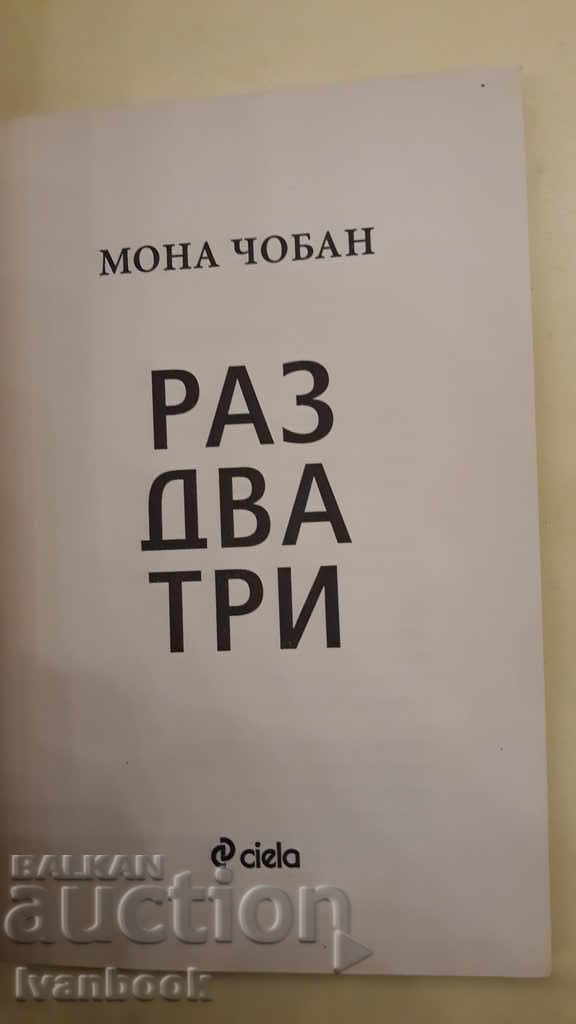 МОНА ЧОБАН
РАЗ
ДВА
ТРИ
ciela
BALKAN
auction
Ivanbook